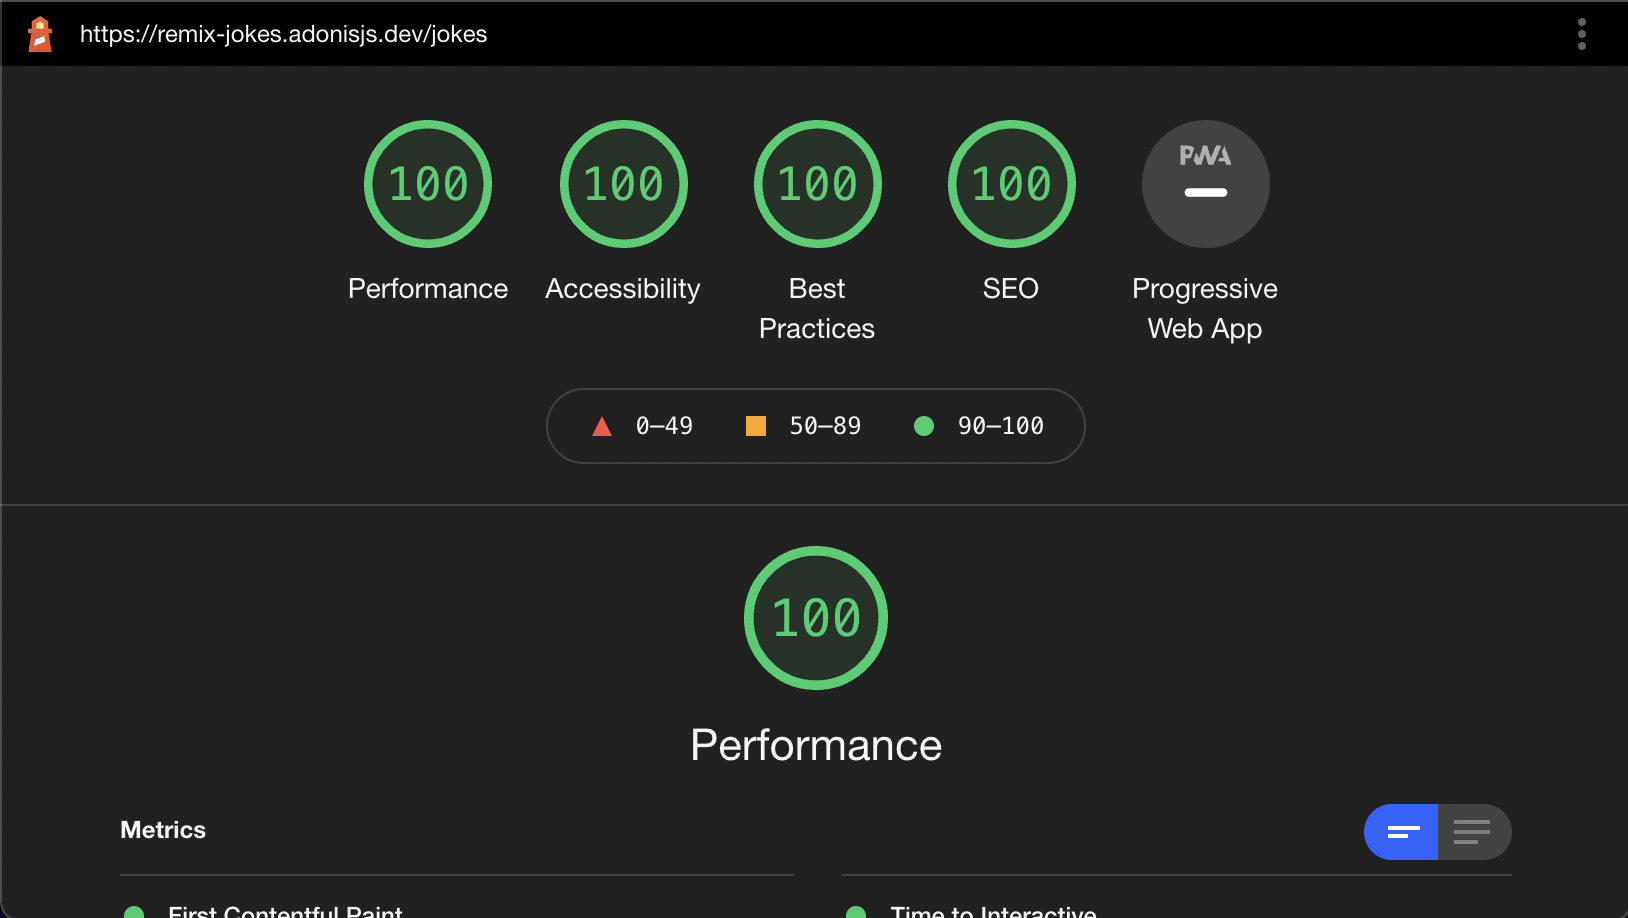 https://remix-jokes.adonisjs.dev/jokes
100 100 100 100 PWA
Performance Accessibility Best Practices SEO Progressive Web App
0–49 50–89 90–100
100
Performance
Metrics
First Contentful Paint
Time to Interactive